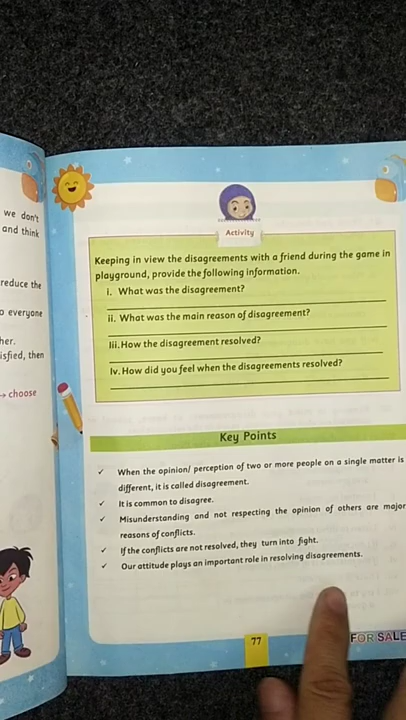 we don't
and think
reduce the
everyone
her.
isfied, then
→ choose
Activity
Keeping in view the disagreements with a friend during the game in
playground, provide the following information.
i. What was the disagreement?
ii. What was the main reason of disagreement?
iii.How the disagreement resolved?
Iv. How did you feel when the disagreements resolved?
Key Points
✓ When the opinion/ perception of two or more people on a single matter is
different, it is called disagreement.
✓ It is common to disagree.
✓ Misunderstanding and not respecting the opinion of others are major
reasons of conflicts.
✓ If the conflicts are not resolved, they turn into fight.
✓ Our attitude plays an important role in resolving disagreements.
77
FOR SALE